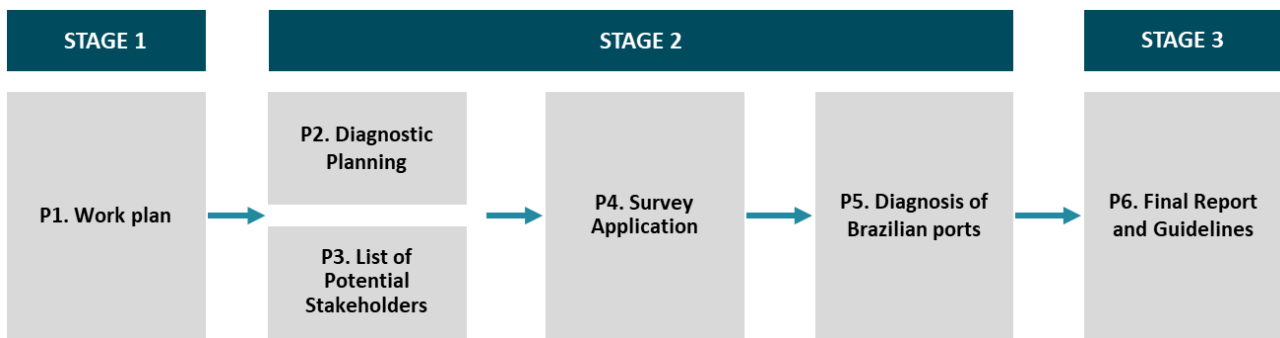 STAGE 1
STAGE 2
STAGE 3
P1. Work plan
P2. Diagnostic
Planning
P3. List of
Potential
Stakeholders
P4. Survey
Application
P5. Diagnosis of
Brazilian ports
P6. Final Report
and Guidelines